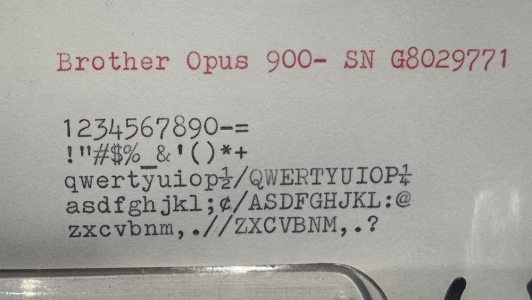 Brother Opus 900- SN G8029771
1234567890-=
!"#$%_&'()*+
qwertyuiop½/QWERTYUIOP¼
asdfghjkl;¢/ASDFGHJKL:@
zxcvbnm,.//ZXCVBNM,.?